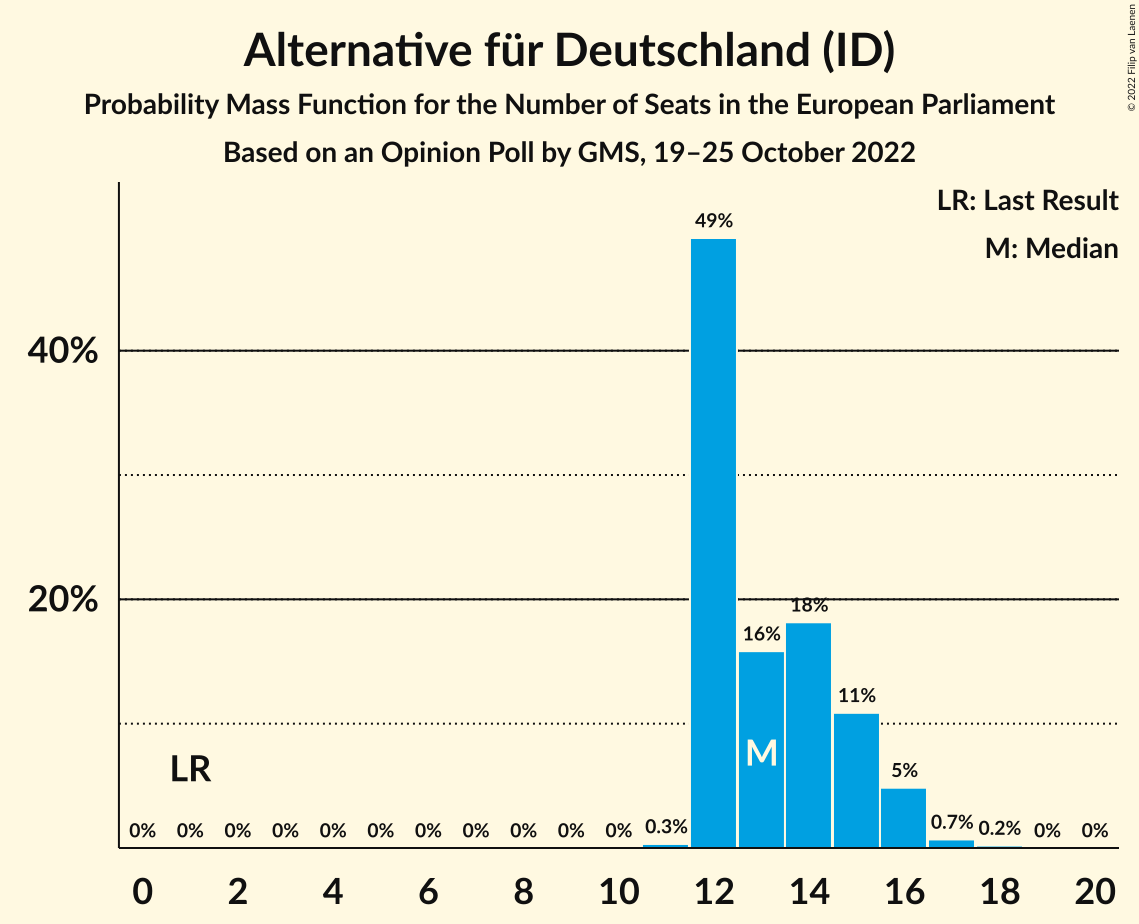 Alternative für Deutschland (ID)
Probability Mass Function for the Number of Seats in the European Parliament
Based on an Opinion Poll by GMS, 19–25 October 2022
© 2022 Filip van Laenen
LR: Last Result
M: Median
49%
40%
20%
18%
16%
11%
M
LR
5%
0% 0% 0% 0% 0% 0% 0% 0% 0% 0% 0% 0.3% 0.7% 0.2% 0% 0%
0 2 4 6 8 10 12 14 16 18 20